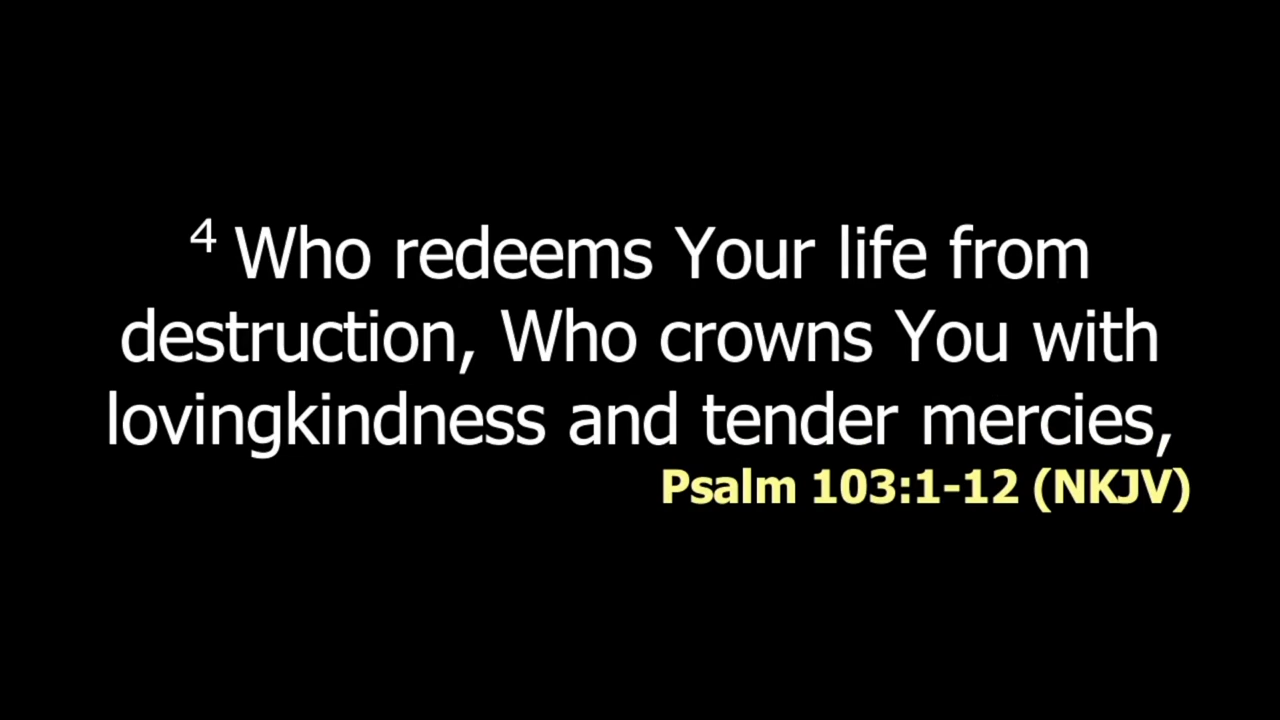 4 Who redeems Your life from
destruction, Who crowns You with
lovingkindness and tender mercies,
Psalm 103:1-12 (NKJV)